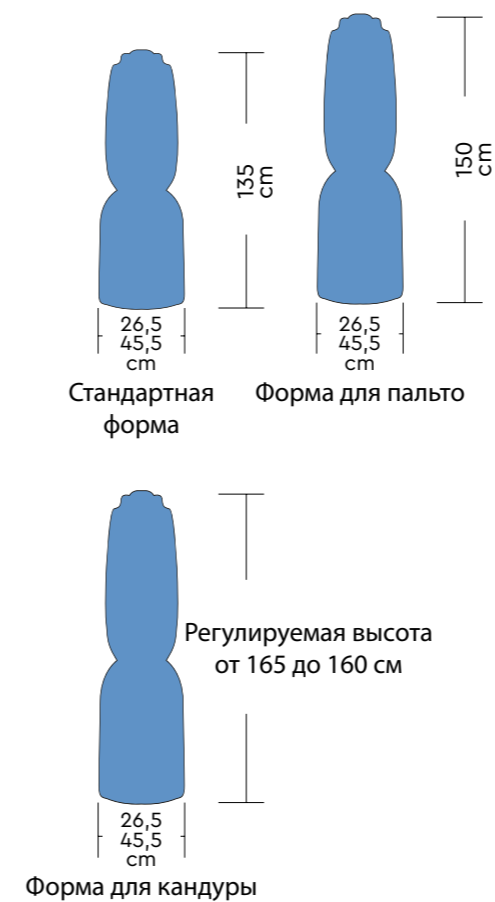 135
cm
150
cm
26,5
45,5
cm
26,5
45,5
cm
Стандартная
форма
Форма для пальто
Регулируемая высота
от 165 до 160 см
26,5
45,5
cm
Форма для кандуры